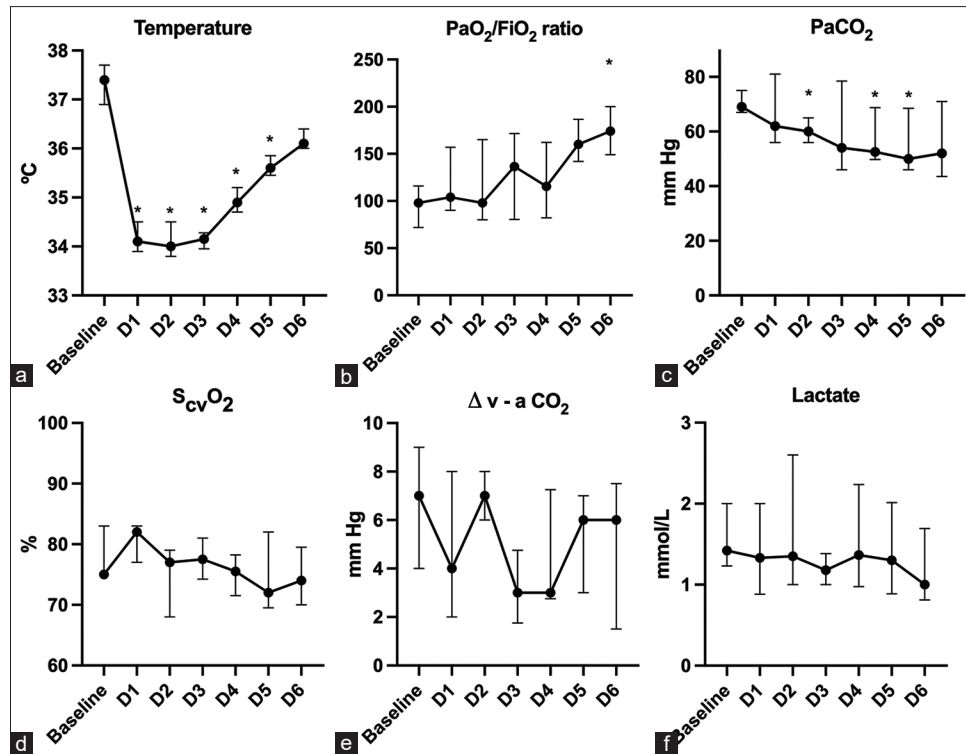 Temperature
38
37
36
35
34
33
ºC
*
*
*
*
*
Baseline
D1
D2
D3
D4
D5
D6
a
PaO2/FiO2 ratio
250
200
150
100
50
0
*
Baseline
D1
D2
D3
D4
D5
D6
b
PaCO2
80
60
40
20
0
mm Hg
*
*
*
Baseline
D1
D2
D3
D4
D5
D6
c
ScvO2
100
90
80
70
60
%
Baseline
D1
D2
D3
D4
D5
D6
d
Δ v - a CO2
10
8
6
4
2
0
mm Hg
Baseline
D1
D2
D3
D4
D5
D6
e
Lactate
3
2
1
0
mmol/L
Baseline
D1
D2
D3
D4
D5
D6
f